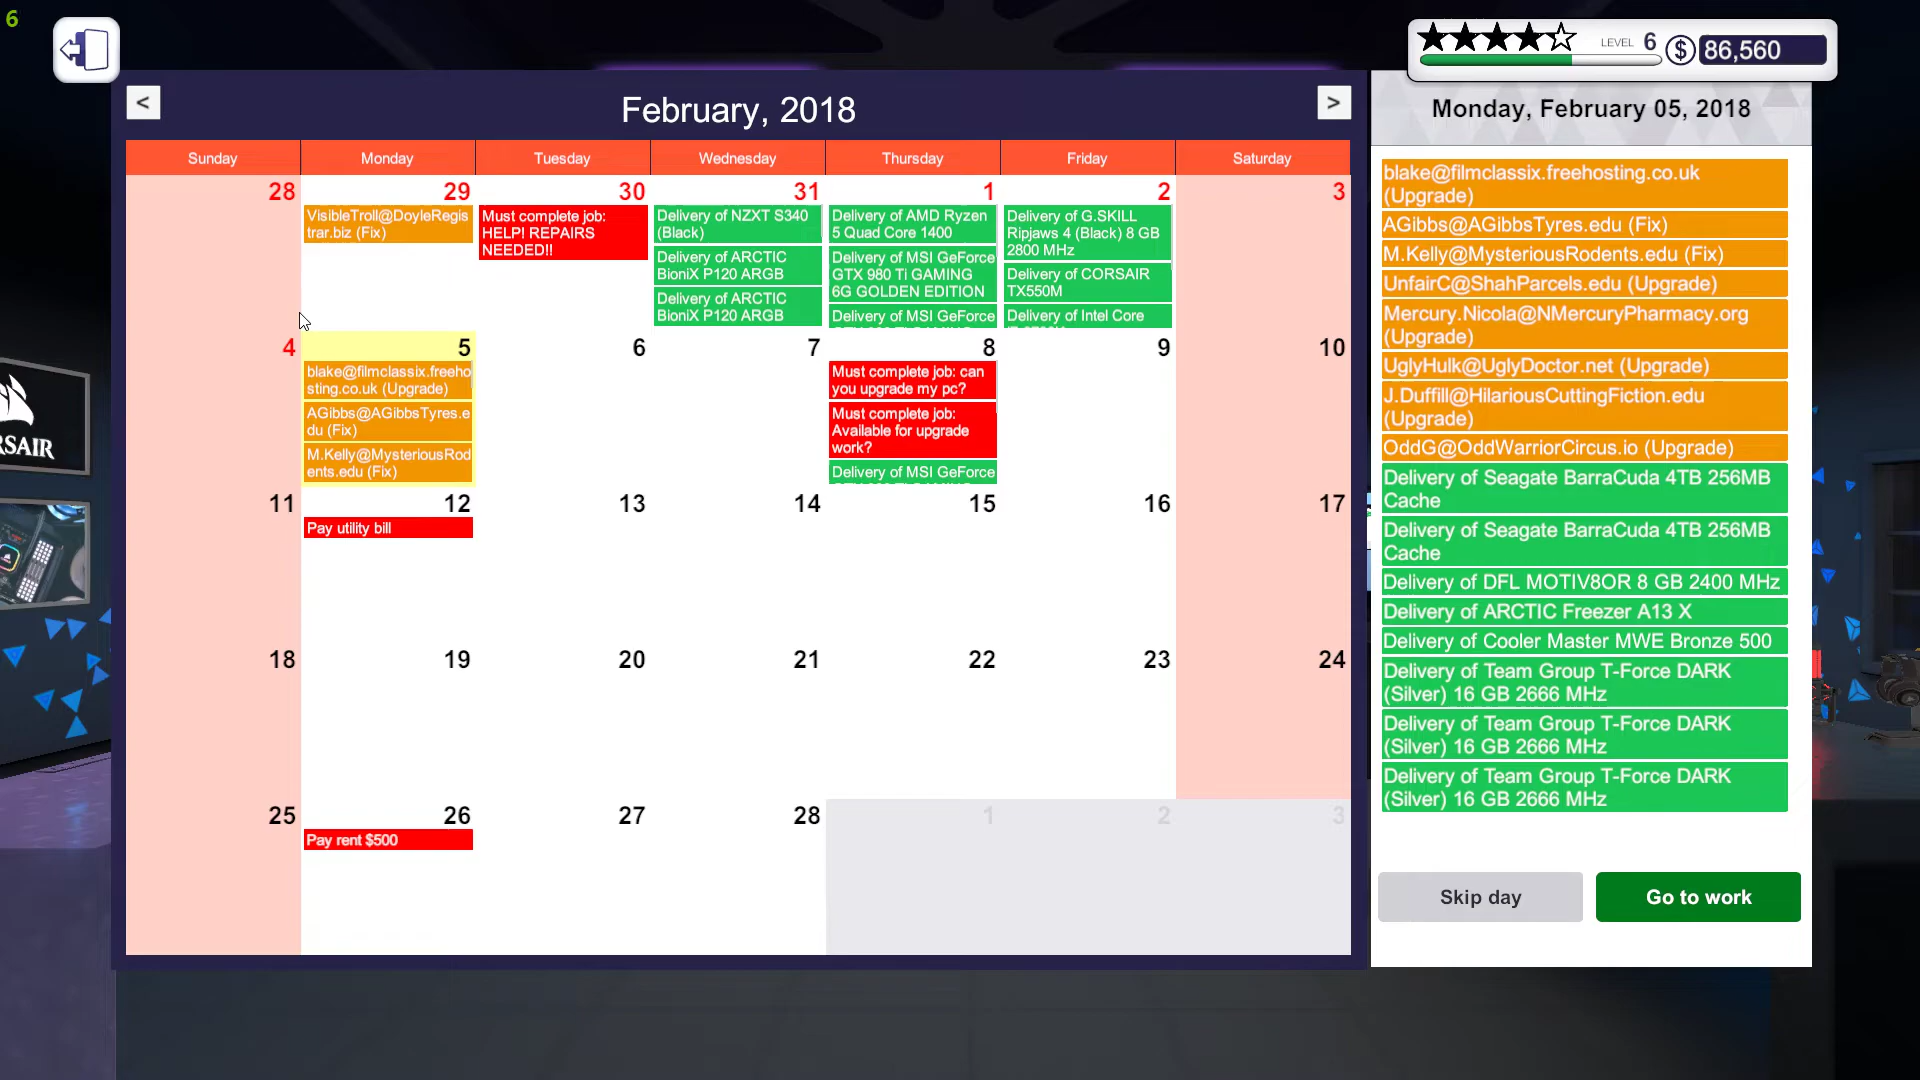 6
LEVEL 6
$ 86,560
< February, 2018 >
Monday, February 05, 2018
Sunday Monday Tuesday Wednesday Thursday Friday Saturday
28 29 30 31 1 2 3
VisibleTroll@DoyleRegis
trar.biz (Fix)
Must complete job:
HELP! REPAIRS
NEEDED!!
Delivery of NZXT S340
(Black)
Delivery of ARCTIC
BioniX P120 ARGB
Delivery of ARCTIC
BioniX P120 ARGB
Delivery of AMD Ryzen
5 Quad Core 1400
Delivery of MSI GeForce
GTX 980 Ti GAMING
6G GOLDEN EDITION
Delivery of MSI GeForce
Delivery of G.SKILL
Ripjaws 4 (Black) 8 GB
2800 MHz
Delivery of CORSAIR
TX550M
Delivery of Intel Core
4 5 6 7 8 9 10
blake@filmclassix.freeho
sting.co.uk (Upgrade)
AGibbs@AGibbsTyres.e
du (Fix)
M.Kelly@MysteriousRod
ents.edu (Fix)
Must complete job: can
you upgrade my pc?
Must complete job:
Available for upgrade
work?
Delivery of MSI GeForce
11 12 13 14 15 16 17
Pay utility bill
18 19 20 21 22 23 24
25 26 27 28 1 2 3
Pay rent $500
blake@filmclassix.freehosting.co.uk
(Upgrade)
AGibbs@AGibbsTyres.edu (Fix)
M.Kelly@MysteriousRodents.edu (Fix)
UnfairC@ShahParcels.edu (Upgrade)
Mercury.Nicola@NMercuryPharmacy.org
(Upgrade)
UglyHulk@UglyDoctor.net (Upgrade)
J.Duffill@HilariousCuttingFiction.edu
(Upgrade)
OddG@OddWarriorCircus.io (Upgrade)
Delivery of Seagate BarraCuda 4TB 256MB
Cache
Delivery of Seagate BarraCuda 4TB 256MB
Cache
Delivery of DFL MOTIV8OR 8 GB 2400 MHz
Delivery of ARCTIC Freezer A13 X
Delivery of Cooler Master MWE Bronze 500
Delivery of Team Group T-Force DARK
(Silver) 16 GB 2666 MHz
Delivery of Team Group T-Force DARK
(Silver) 16 GB 2666 MHz
Delivery of Team Group T-Force DARK
(Silver) 16 GB 2666 MHz
Skip day
Go to work
RSAIR